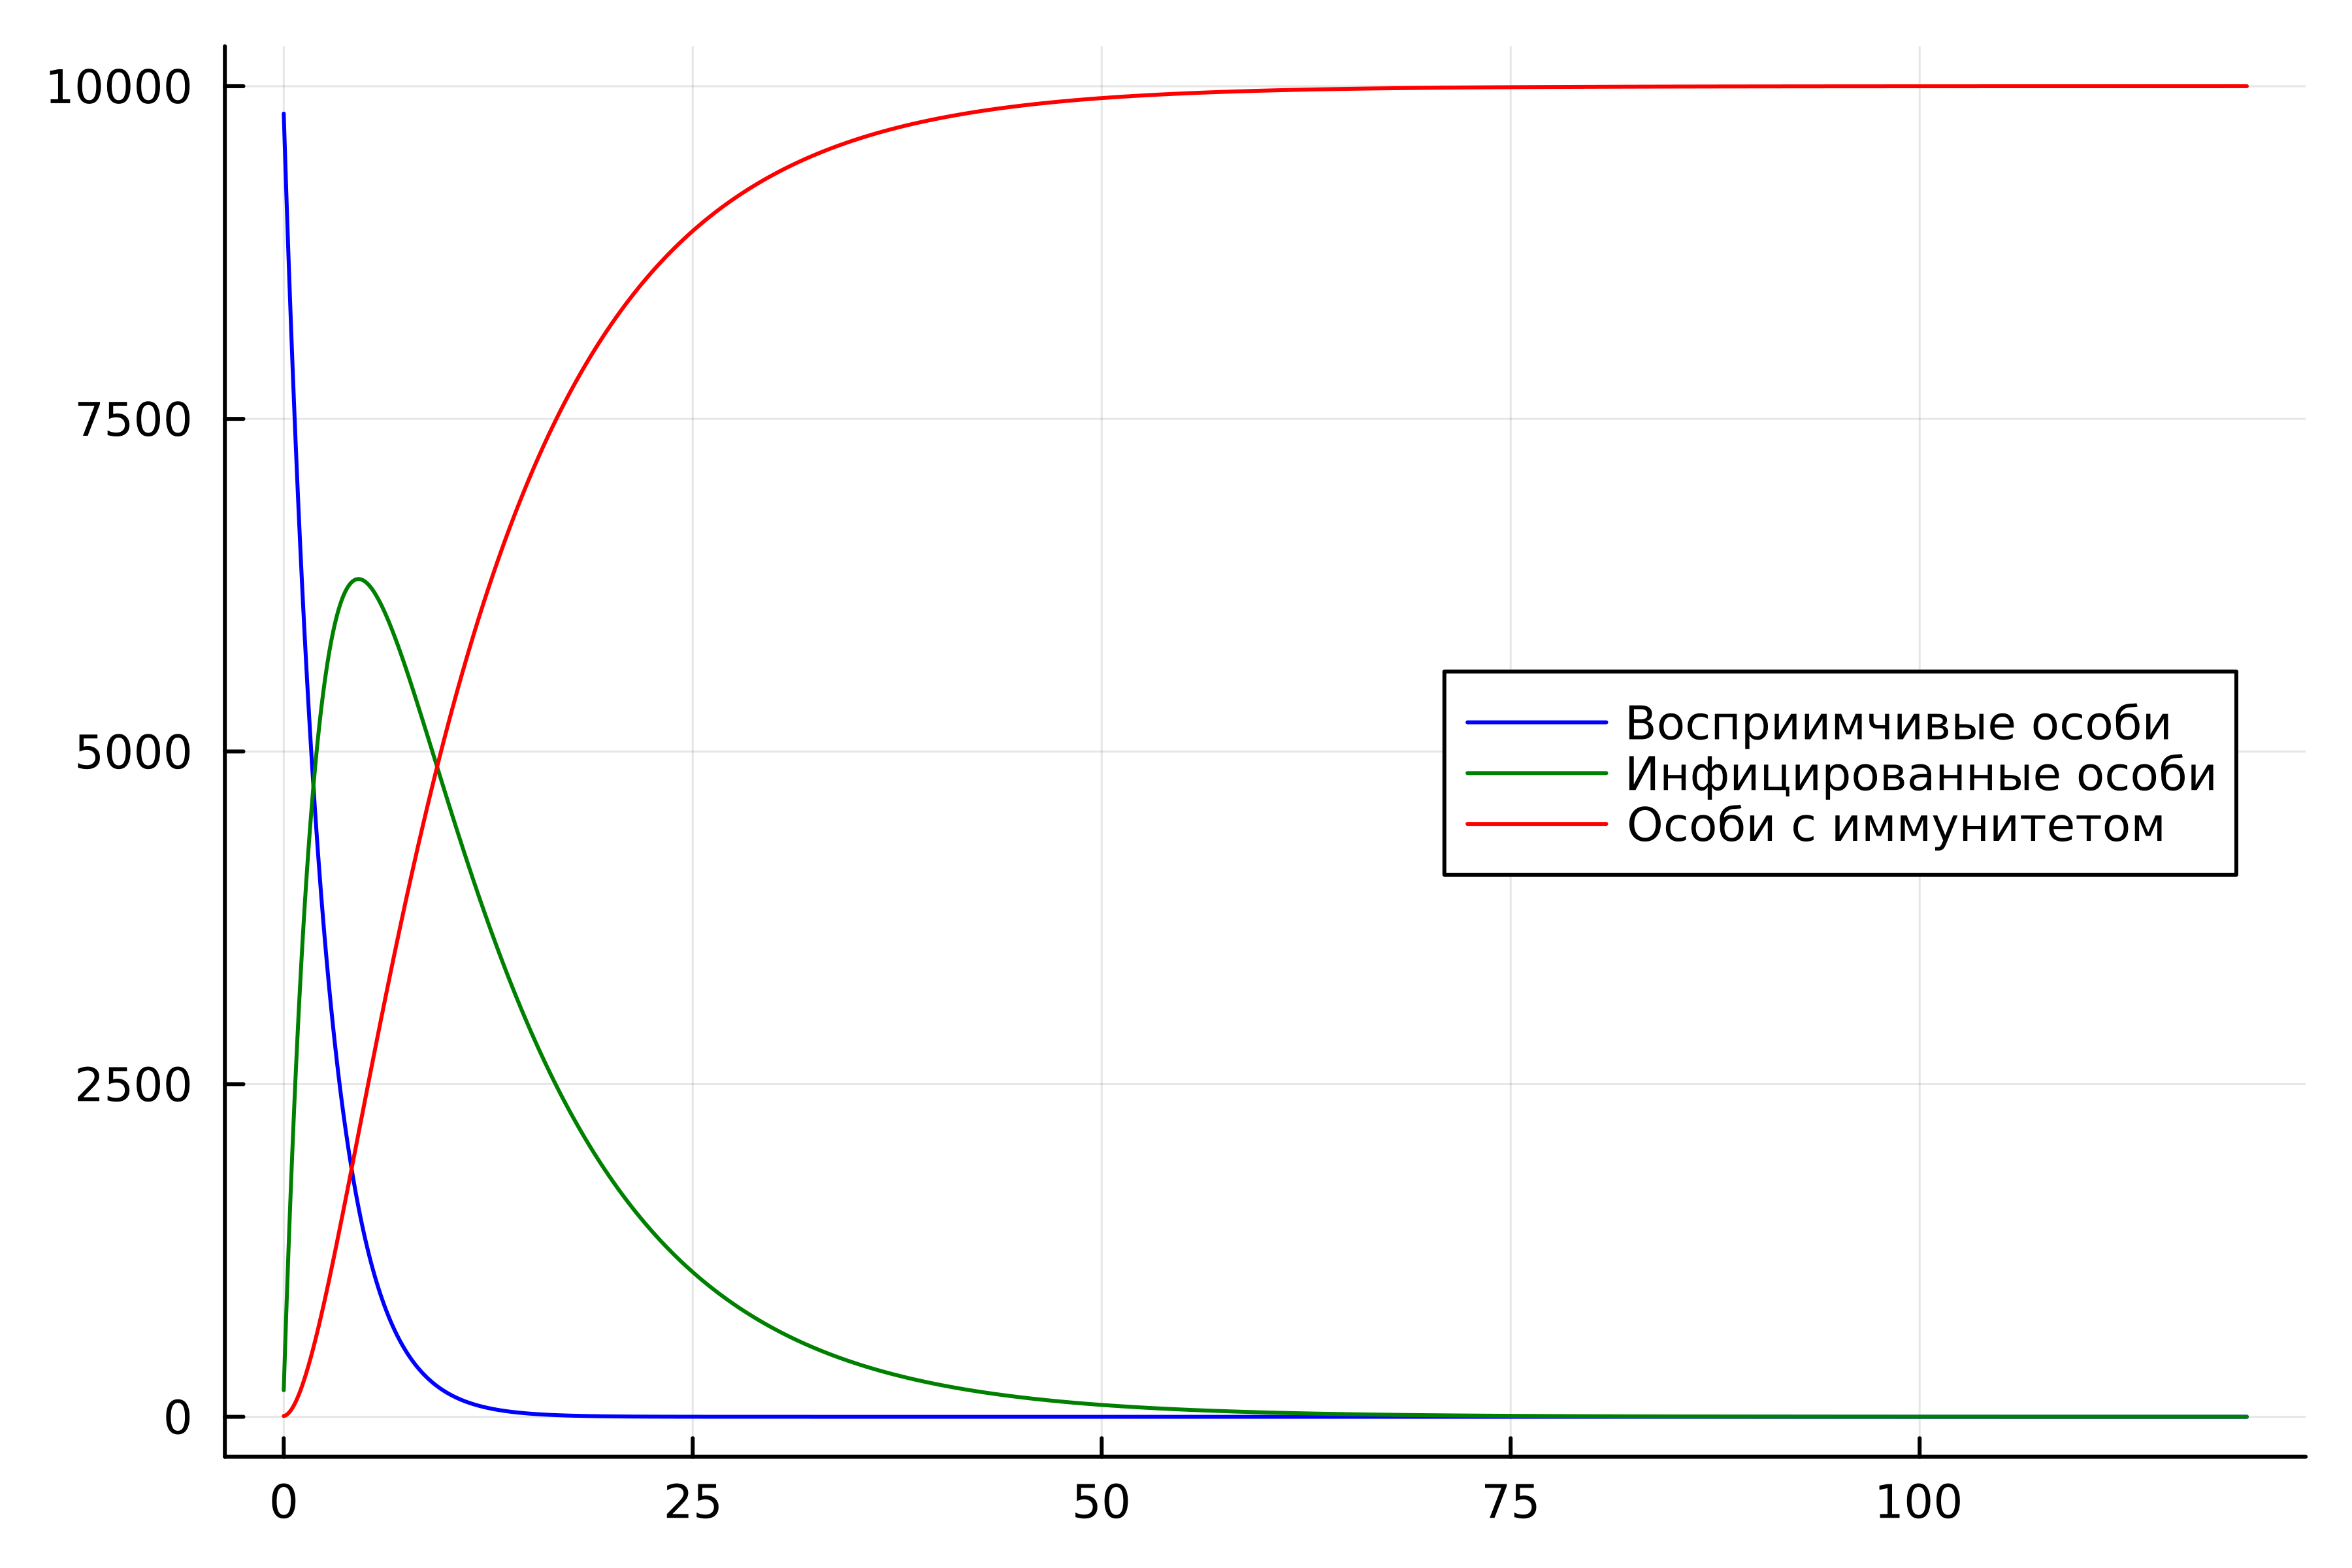 10000
7500
5000
2500
0
0 25 50 75 100
Восприимчивые особи
Инфицированные особи
Особи с иммунитетом